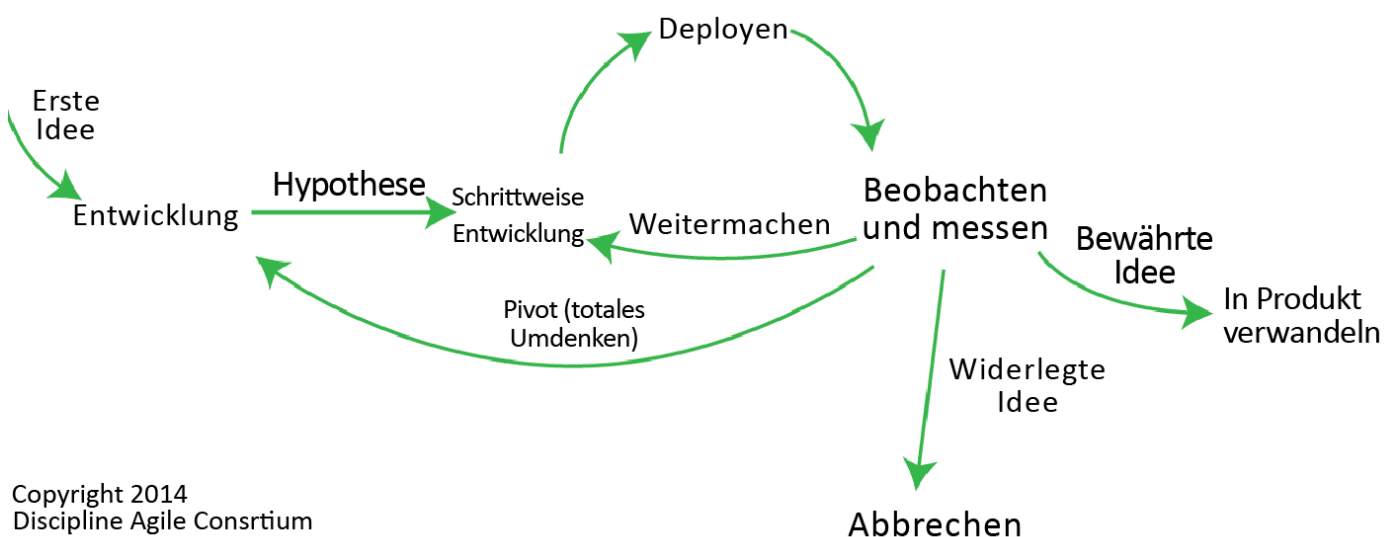 Deployen
Erste
Idee
Hypothese
Entwicklung
Schrittweise
Entwicklung
Weitermachen
Beobachten
und messen
Bewährte
Idee
In Produkt
verwandeln
Pivot (totales
Umdenken)
Widerlegte
Idee
Abbrechen
Copyright 2014
Discipline Agile Consrtium